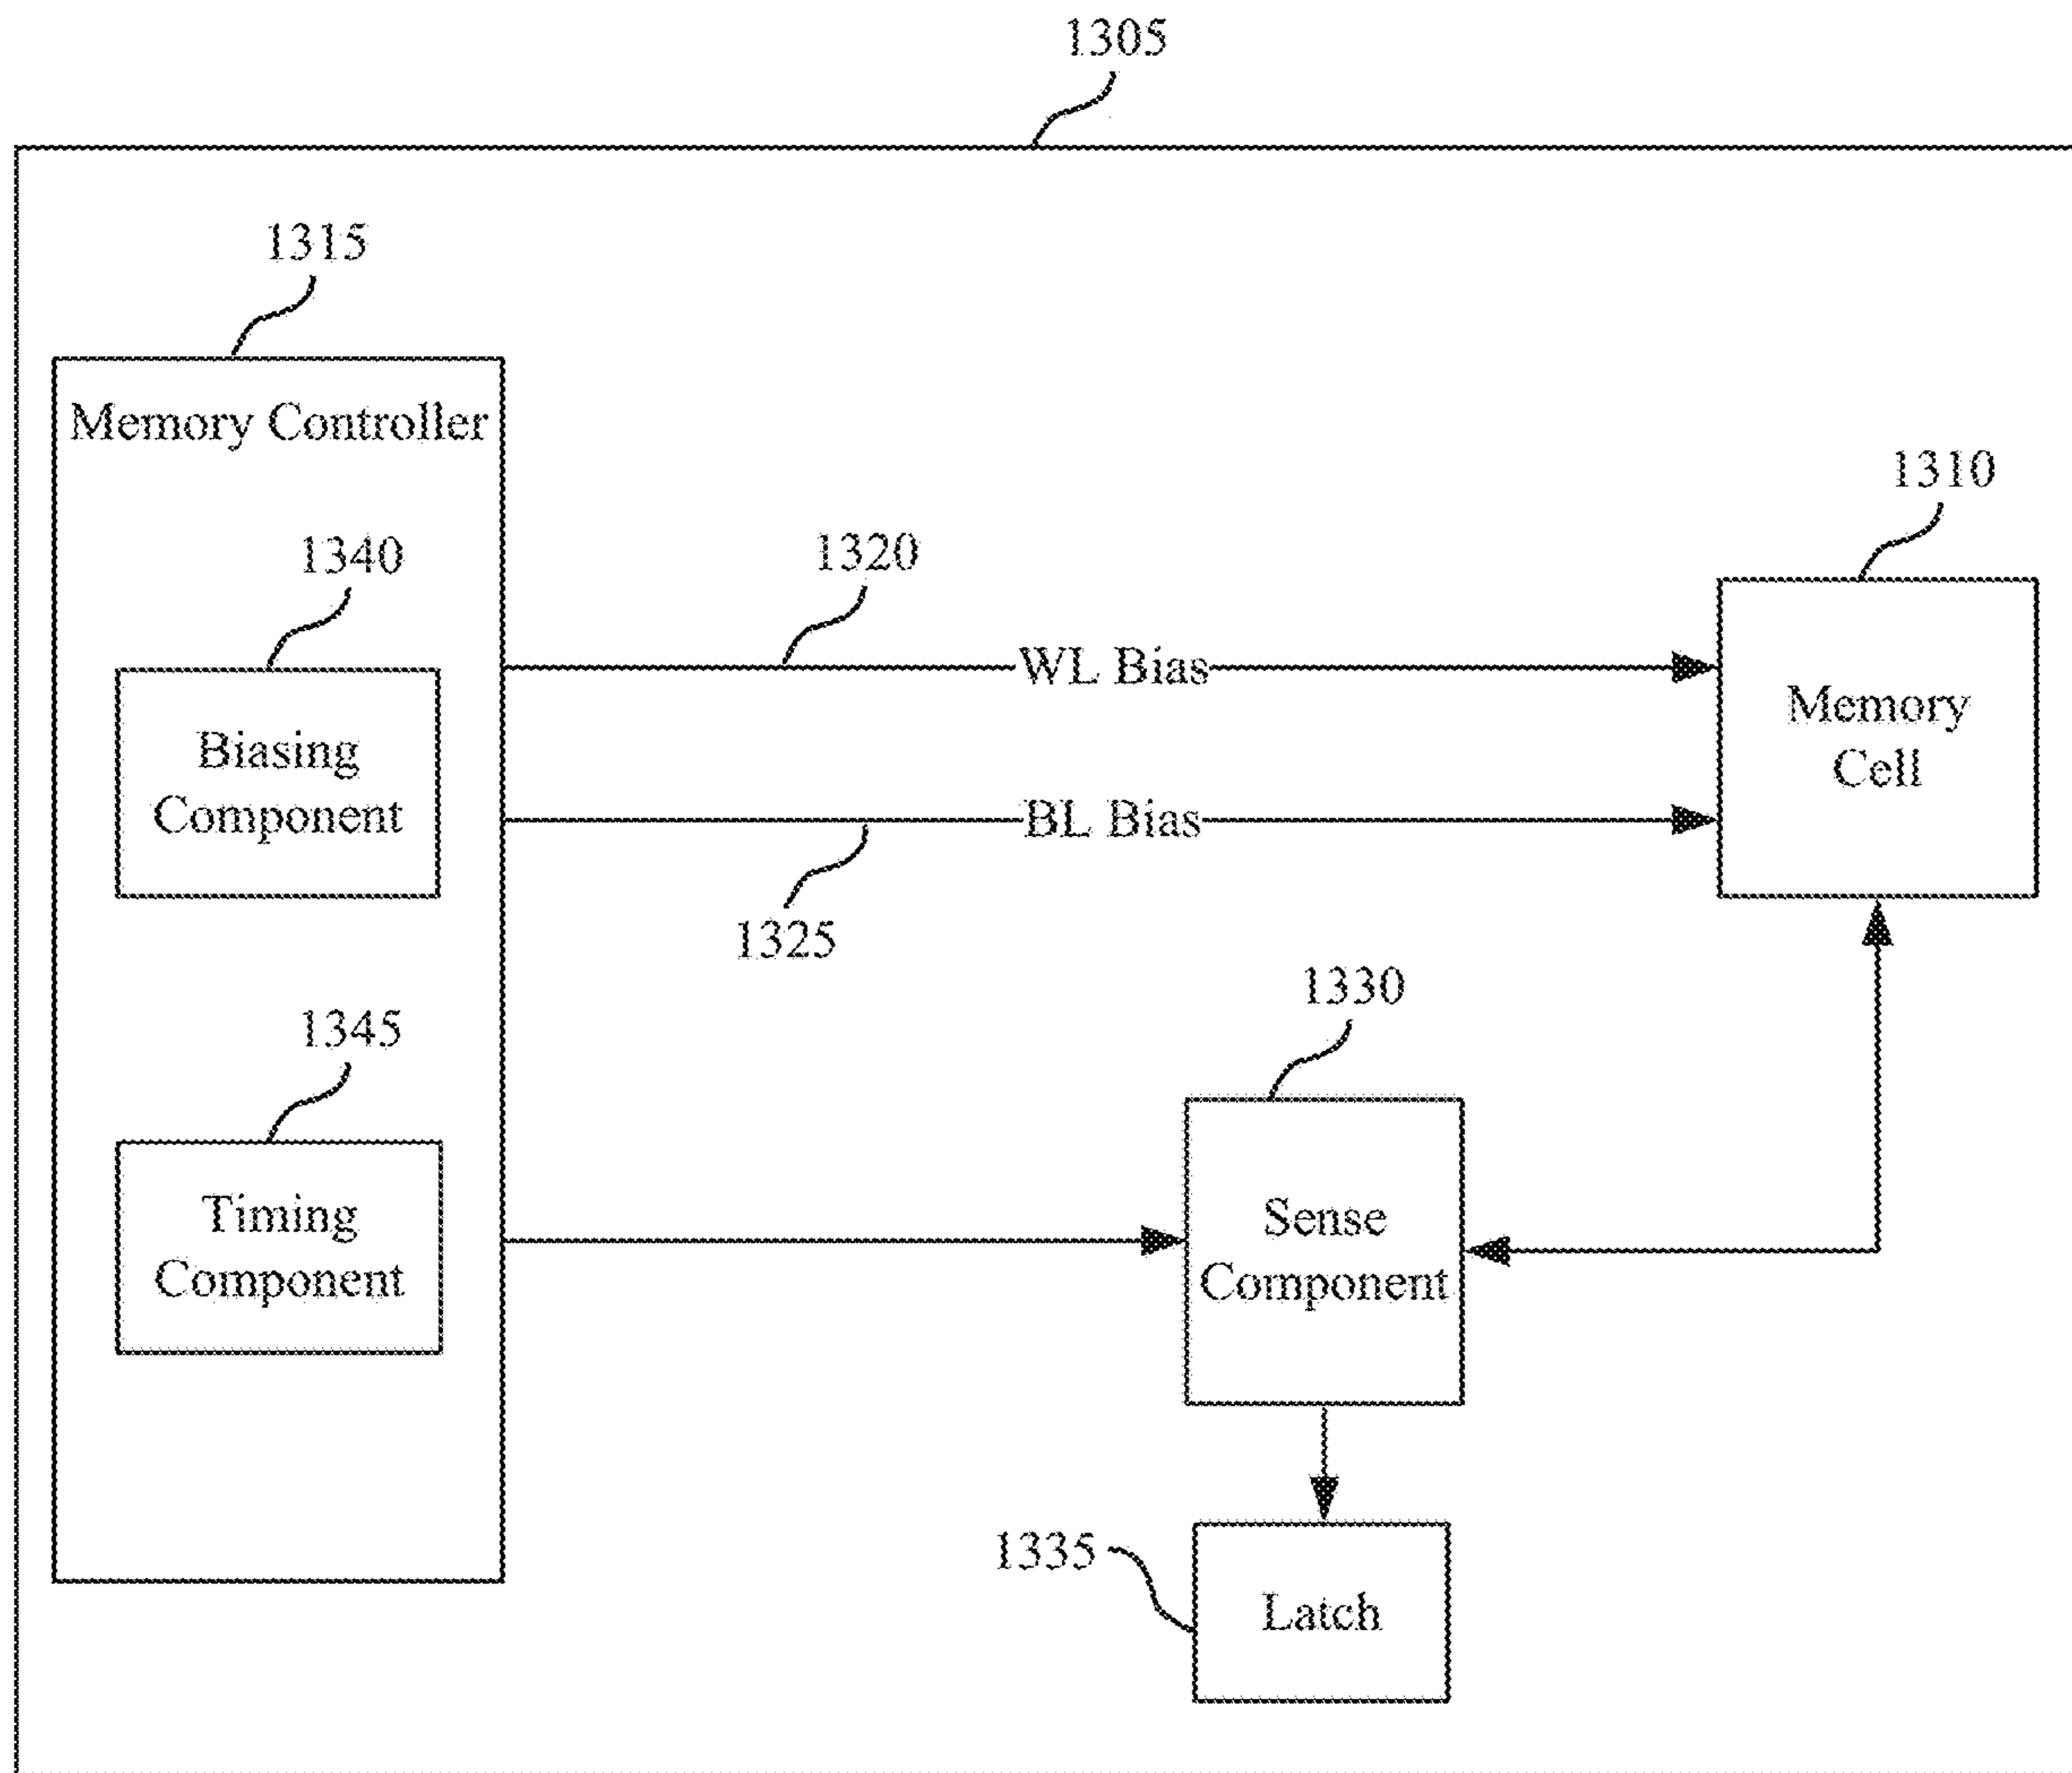 1305
1315
Memory Controller
1310
1340
1320
WL Bias
Memory
Cell
Biasing
Component
BL Bias
1325
1330
1345
Timing
Component
Sense
Component
1335
Latch